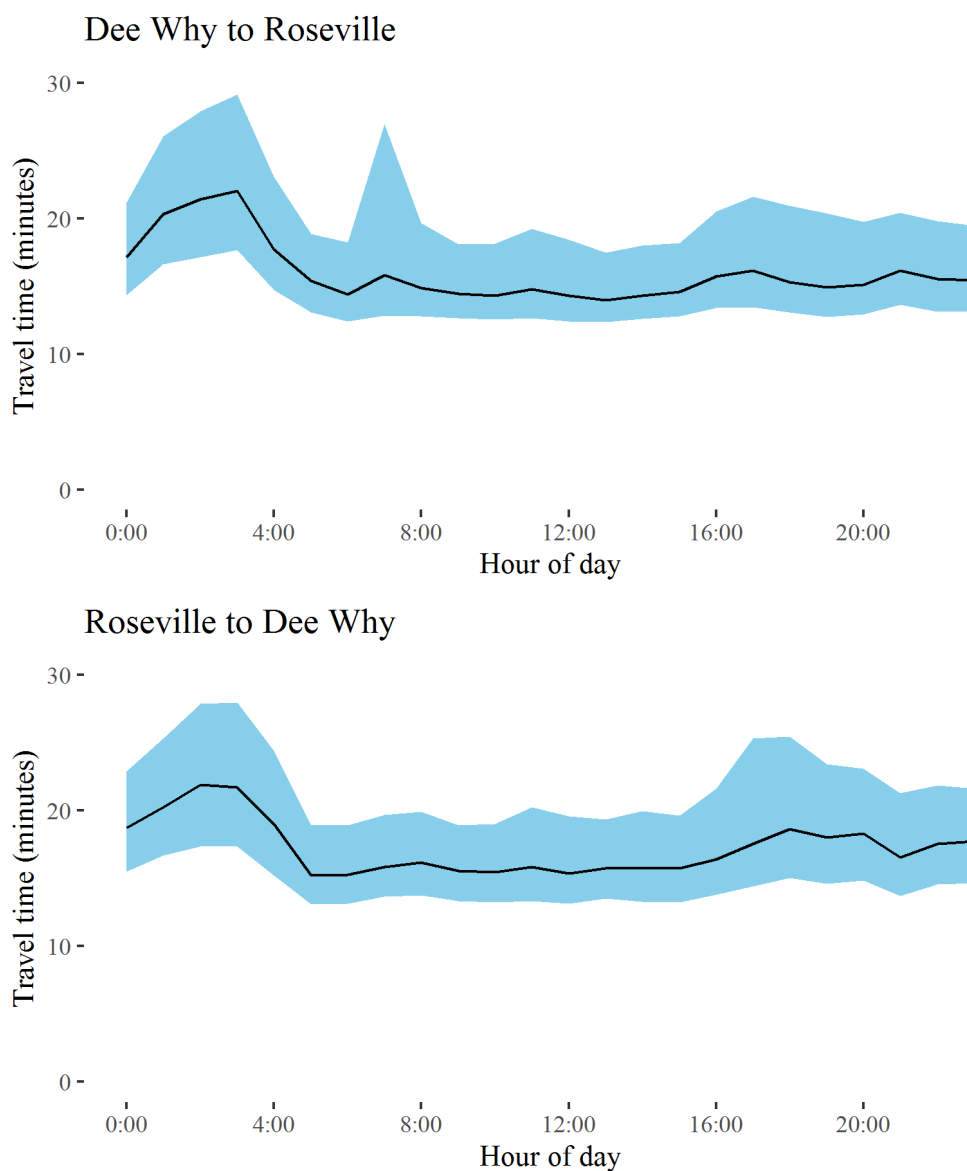 Dee Why to Roseville
Travel time (minutes)
30
20
10
0
0:00 4:00 8:00 12:00 16:00 20:00
Hour of day
Roseville to Dee Why
Travel time (minutes)
30
20
10
0
0:00 4:00 8:00 12:00 16:00 20:00
Hour of day